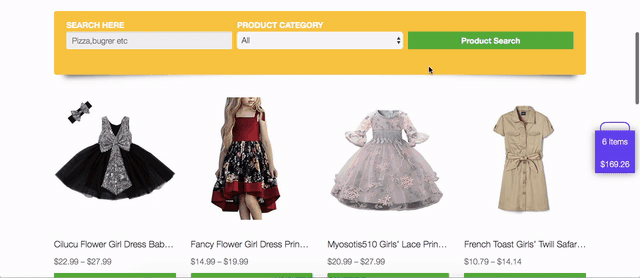 SEARCH HERE
PRODUCT CATEGORY
Pizza,bugrer etc
All
Product Search
6 Items
$169.26
Cilucu Flower Girl Dress Bab...
Fancy Flower Girl Dress Prin...
Myosotis510 Girls' Lace Prin...
French Toast Girls' Twill Safar...
$22.99 – $27.99
$14.99 – $19.99
$20.99 – $27.99
$10.79 – $14.14